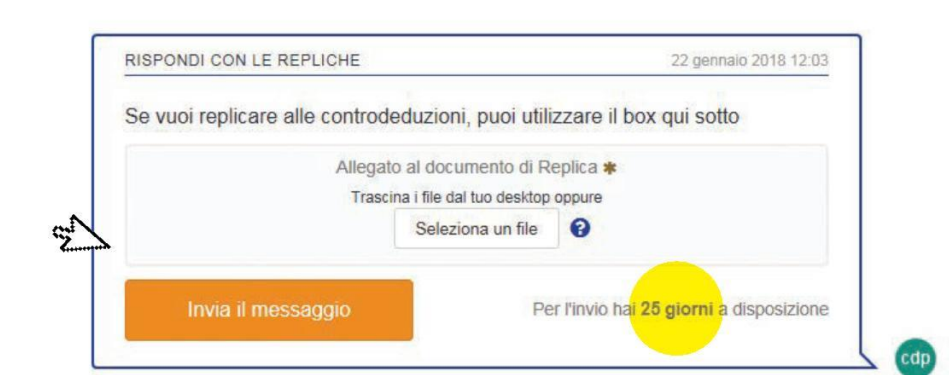 RISPONDI CON LE REPLICHE 22 gennaio 2018 12:03
Se vuoi replicare alle controdeduzioni, puoi utilizzare il box qui sotto
Allegato al documento di Replica *
Trascina i file dal tuo desktop oppure
Seleziona un file ?
Invia il messaggio Per l'invio hai 25 giorni a disposizione
cdp